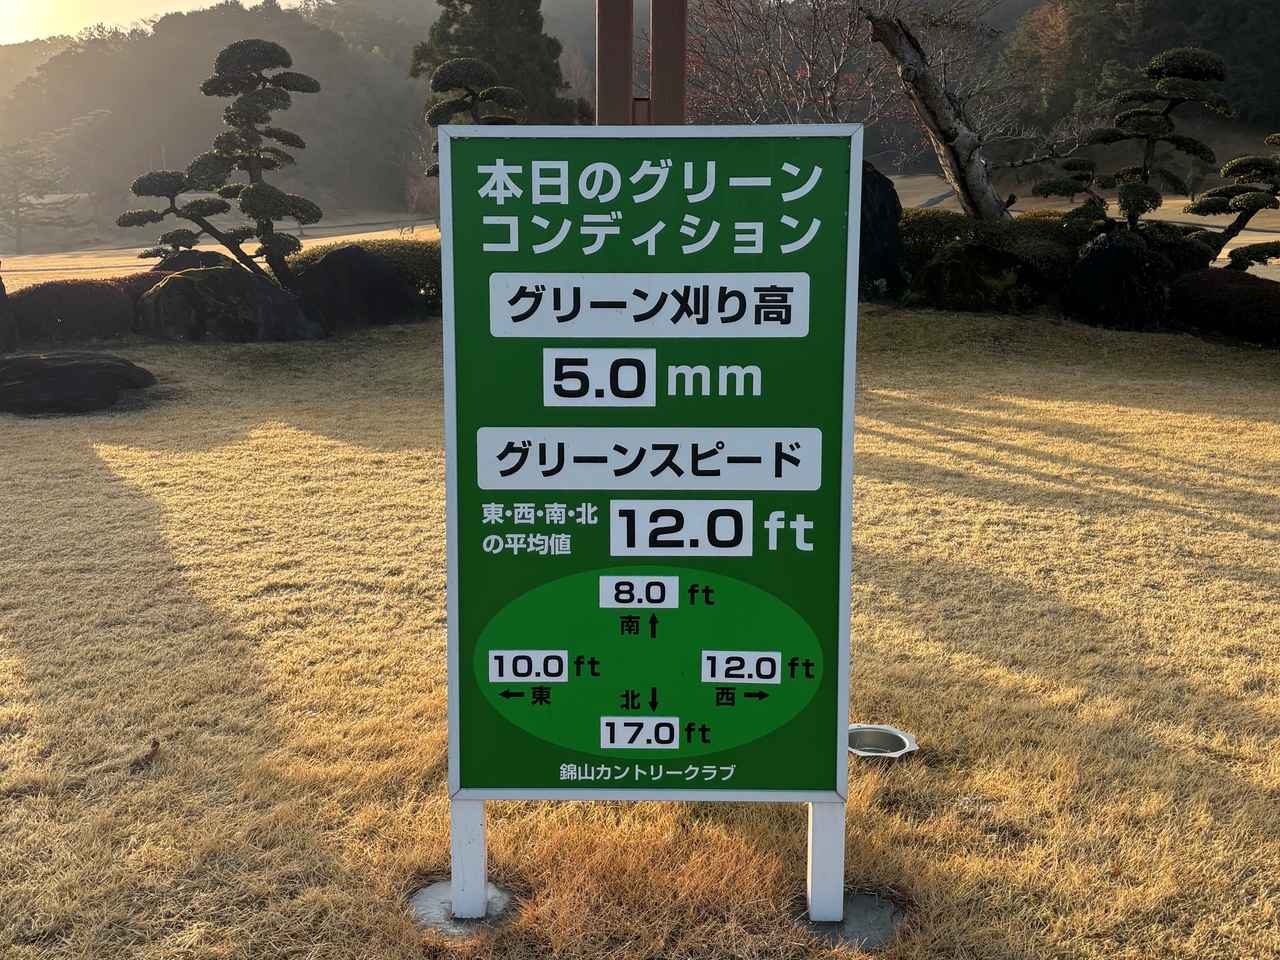 本日のグリーン
コンディション
グリーン刈り高
5.0 mm
グリーンスピード
東・西・南・北
の平均値
12.0 ft
8.0 ft
南↑
10.0 ft
←東
12.0 ft
西→
北↓
17.0 ft
錦山カントリークラブ